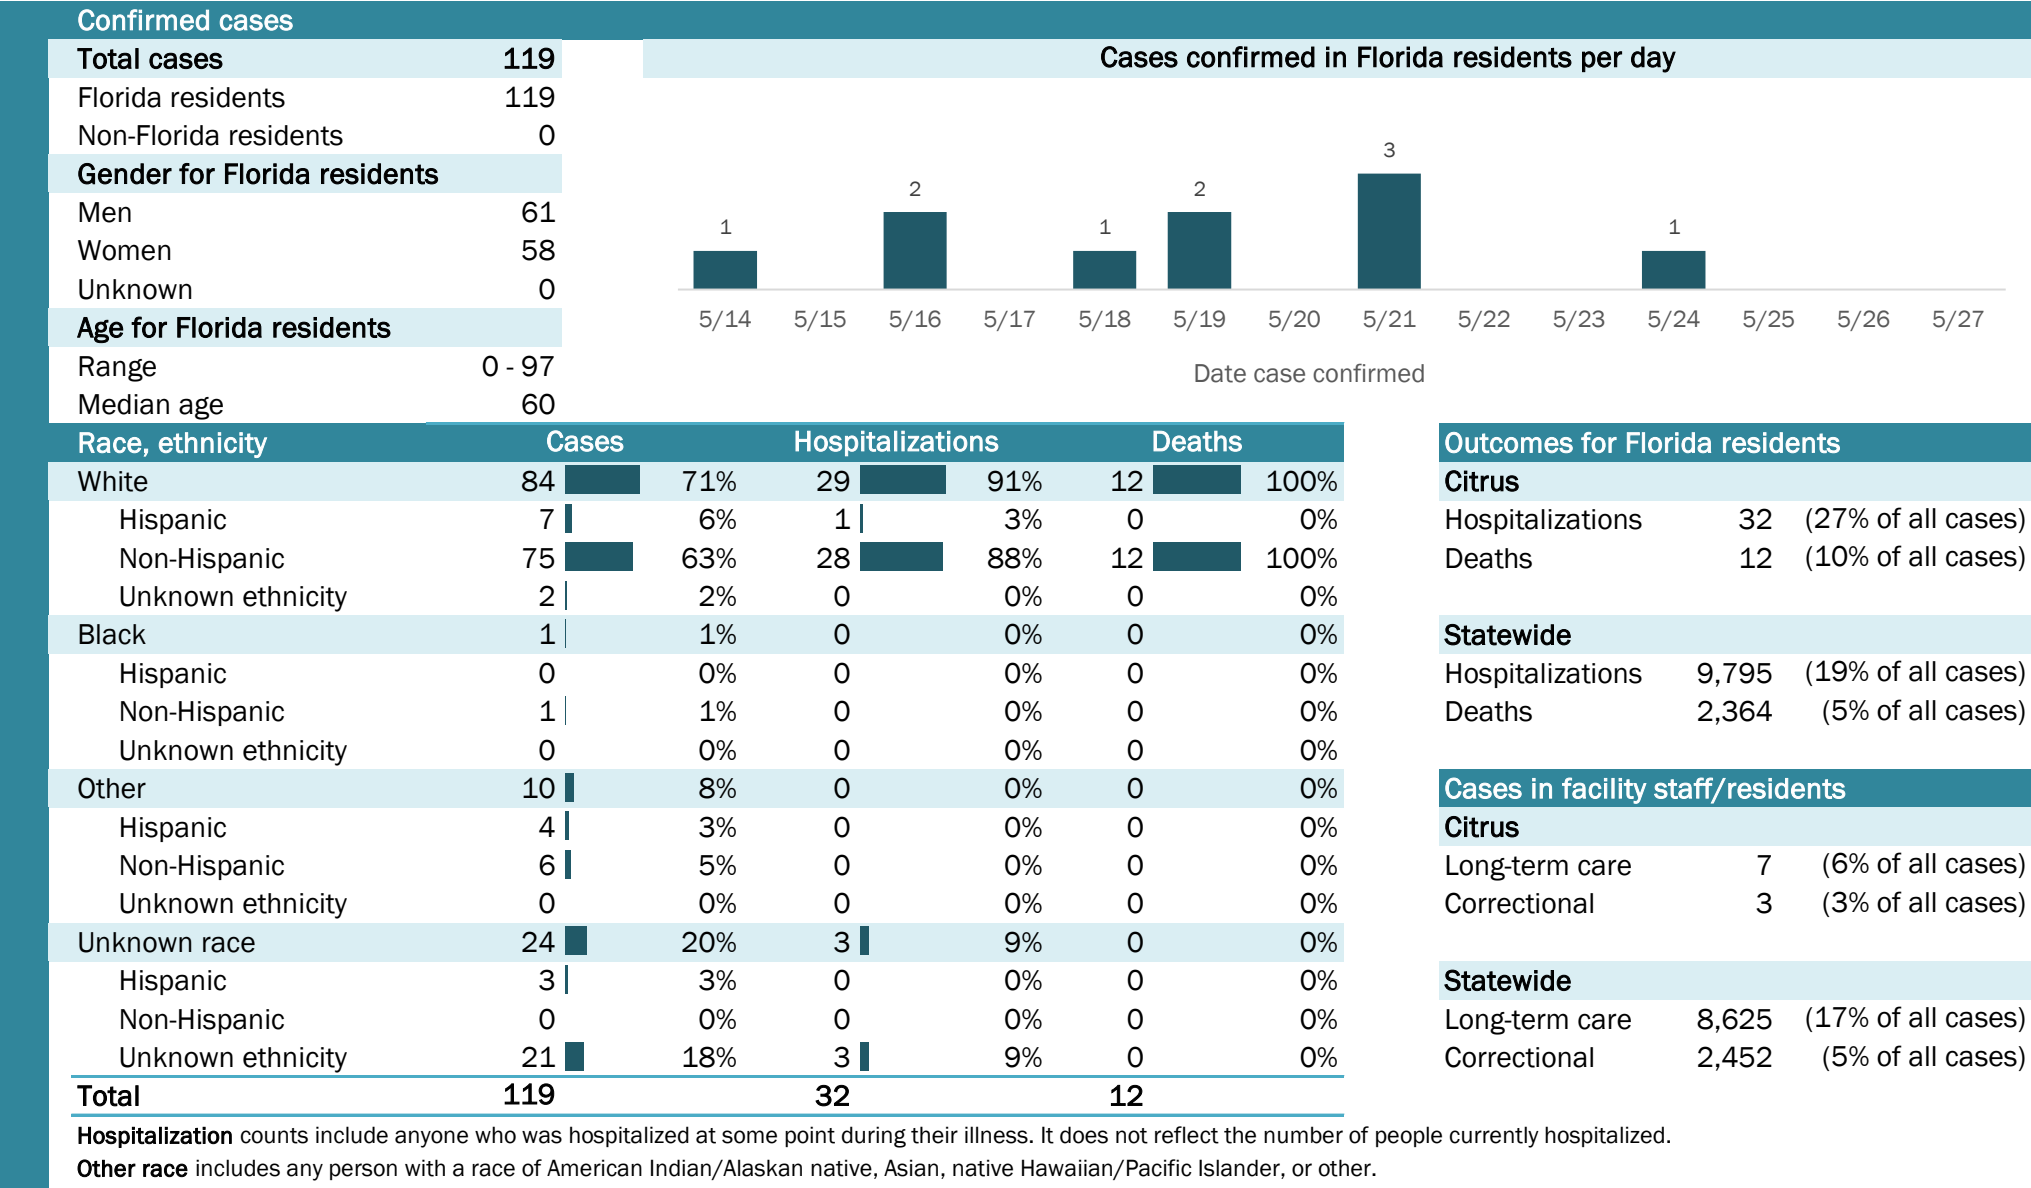 Confirmed cases
Total cases 119
Florida residents 119
Non-Florida residents 0
Gender for Florida residents
Men 61
Women 58
Unknown 0
Age for Florida residents
Range 0 - 97
Median age 60
Cases confirmed in Florida residents per day
1 2 1 2 3 1
5/14 5/15 5/16 5/17 5/18 5/19 5/20 5/21 5/22 5/23 5/24 5/25 5/26 5/27
Date case confirmed
Race, ethnicity Cases Hospitalizations Deaths
White 84 71% 29 91% 12 100%
Hispanic 7 6% 1 3% 0 0%
Non-Hispanic 75 63% 28 88% 12 100%
Unknown ethnicity 2 2% 0 0% 0 0%
Black 1 1% 0 0% 0 0%
Hispanic 0 0% 0 0% 0 0%
Non-Hispanic 1 1% 0 0% 0 0%
Unknown ethnicity 0 0% 0 0% 0 0%
Other 10 8% 0 0% 0 0%
Hispanic 4 3% 0 0% 0 0%
Non-Hispanic 6 5% 0 0% 0 0%
Unknown ethnicity 0 0% 0 0% 0 0%
Unknown race 24 20% 3 9% 0 0%
Hispanic 3 3% 0 0% 0 0%
Non-Hispanic 0 0% 0 0% 0 0%
Unknown ethnicity 21 18% 3 9% 0 0%
Total 119 32 12
Outcomes for Florida residents
Citrus
Hospitalizations 32 (27% of all cases)
Deaths 12 (10% of all cases)
Statewide
Hospitalizations 9,795 (19% of all cases)
Deaths 2,364 (5% of all cases)
Cases in facility staff/residents
Citrus
Long-term care 7 (6% of all cases)
Correctional 3 (3% of all cases)
Statewide
Long-term care 8,625 (17% of all cases)
Correctional 2,452 (5% of all cases)
Hospitalization counts include anyone who was hospitalized at some point during their illness. It does not reflect the number of people currently hospitalized.
Other race includes any person with a race of American Indian/Alaskan native, Asian, native Hawaiian/Pacific Islander, or other.